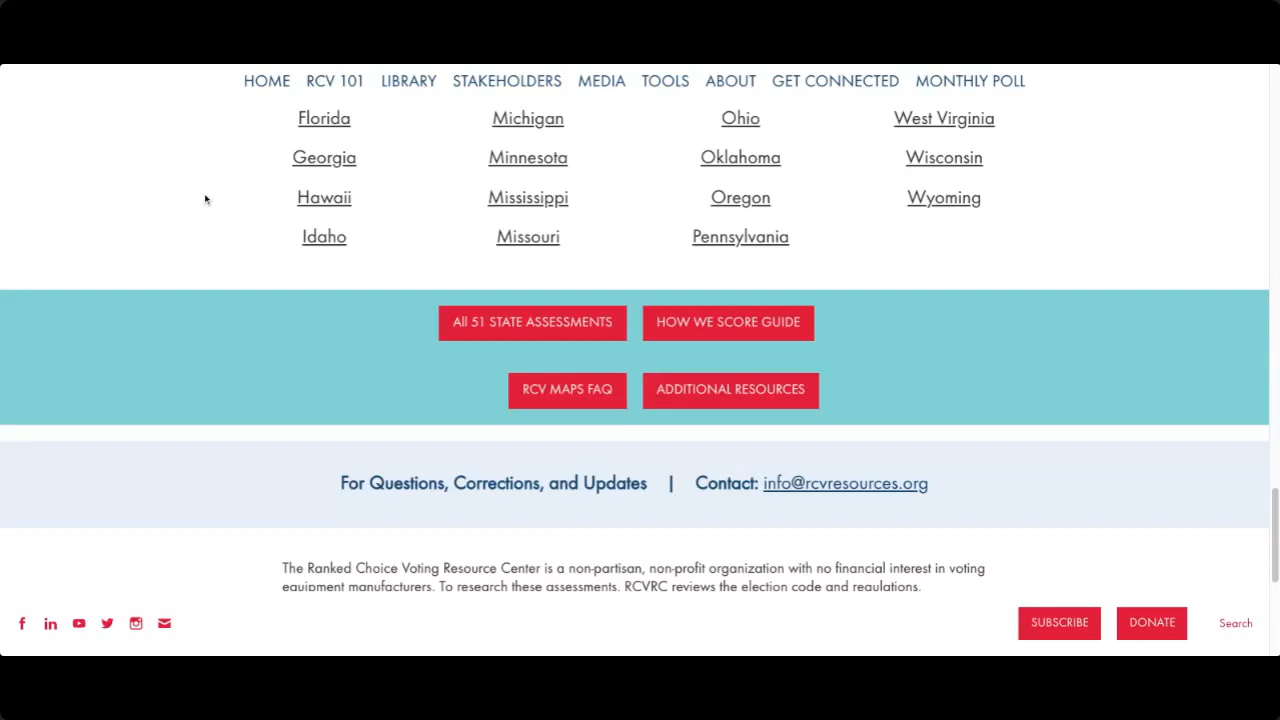 HOME RCV 101 LIBRARY STAKEHOLDERS MEDIA TOOLS ABOUT GET CONNECTED MONTHLY POLL
Florida Michigan Ohio West Virginia
Georgia Minnesota Oklahoma Wisconsin
Hawaii Mississippi Oregon Wyoming
Idaho Missouri Pennsylvania
All 51 STATE ASSESSMENTS HOW WE SCORE GUIDE
RCV MAPS FAQ ADDITIONAL RESOURCES
For Questions, Corrections, and Updates | Contact: info@rcvresources.org
The Ranked Choice Voting Resource Center is a non-partisan, non-profit organization with no financial interest in voting
equipment manufacturers. To research these assessments, RCVRC reviews the election code and regulations.
SUBSCRIBE DONATE Search